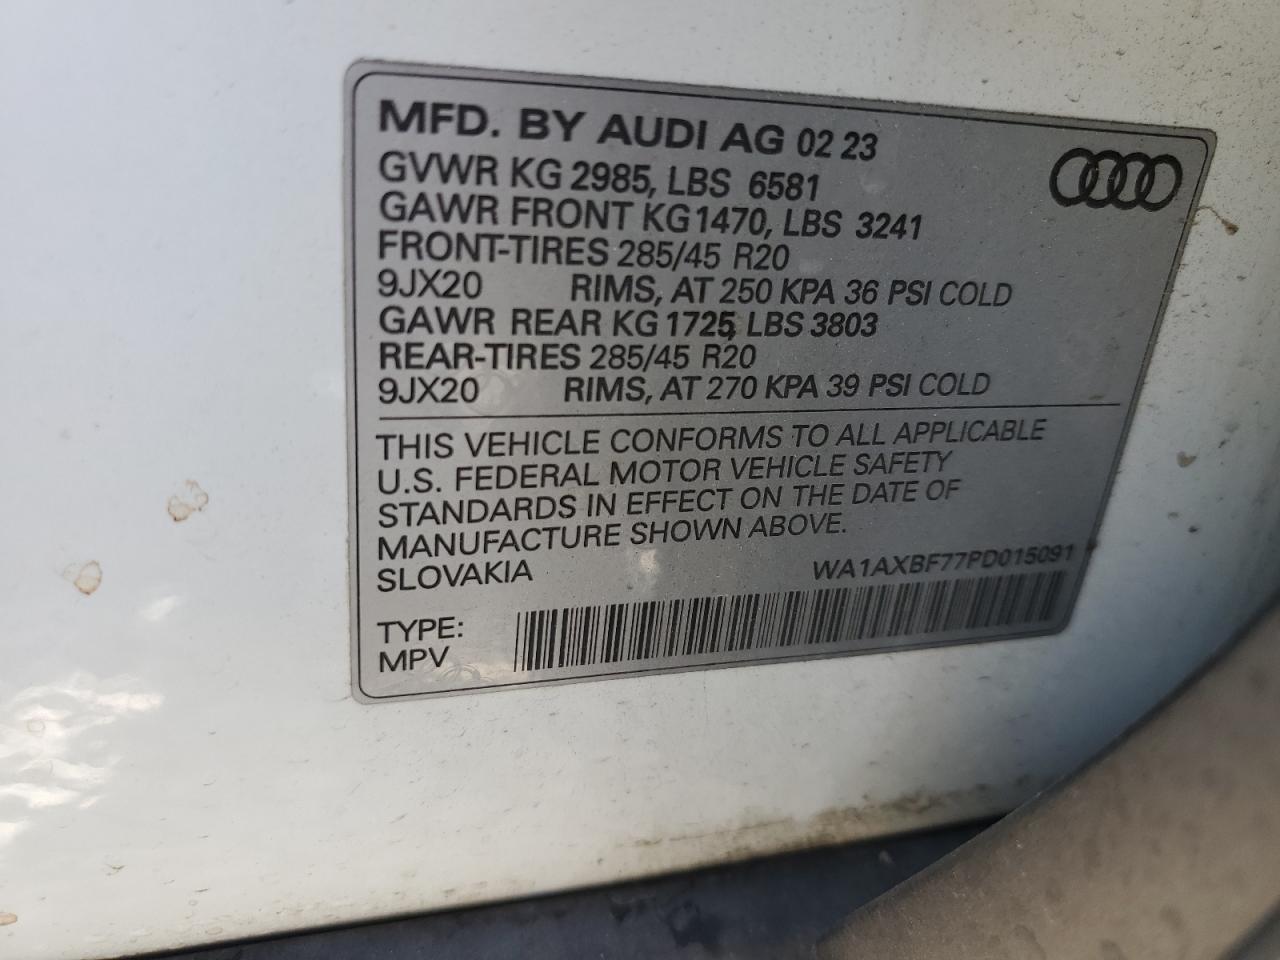 MFD. BY AUDI AG 02 23
GVWR KG 2985, LBS 6581
GAWR FRONT KG 1470, LBS 3241
FRONT-TIRES 285/45 R20
9JX20 RIMS, AT 250 KPA 36 PSI COLD
GAWR REAR KG 1725, LBS 3803
REAR-TIRES 285/45 R20
9JX20 RIMS, AT 270 KPA 39 PSI COLD
THIS VEHICLE CONFORMS TO ALL APPLICABLE
U.S. FEDERAL MOTOR VEHICLE SAFETY
STANDARDS IN EFFECT ON THE DATE OF
MANUFACTURE SHOWN ABOVE.
SLOVAKIA WA1AXBF77PD015091
TYPE:
MPV